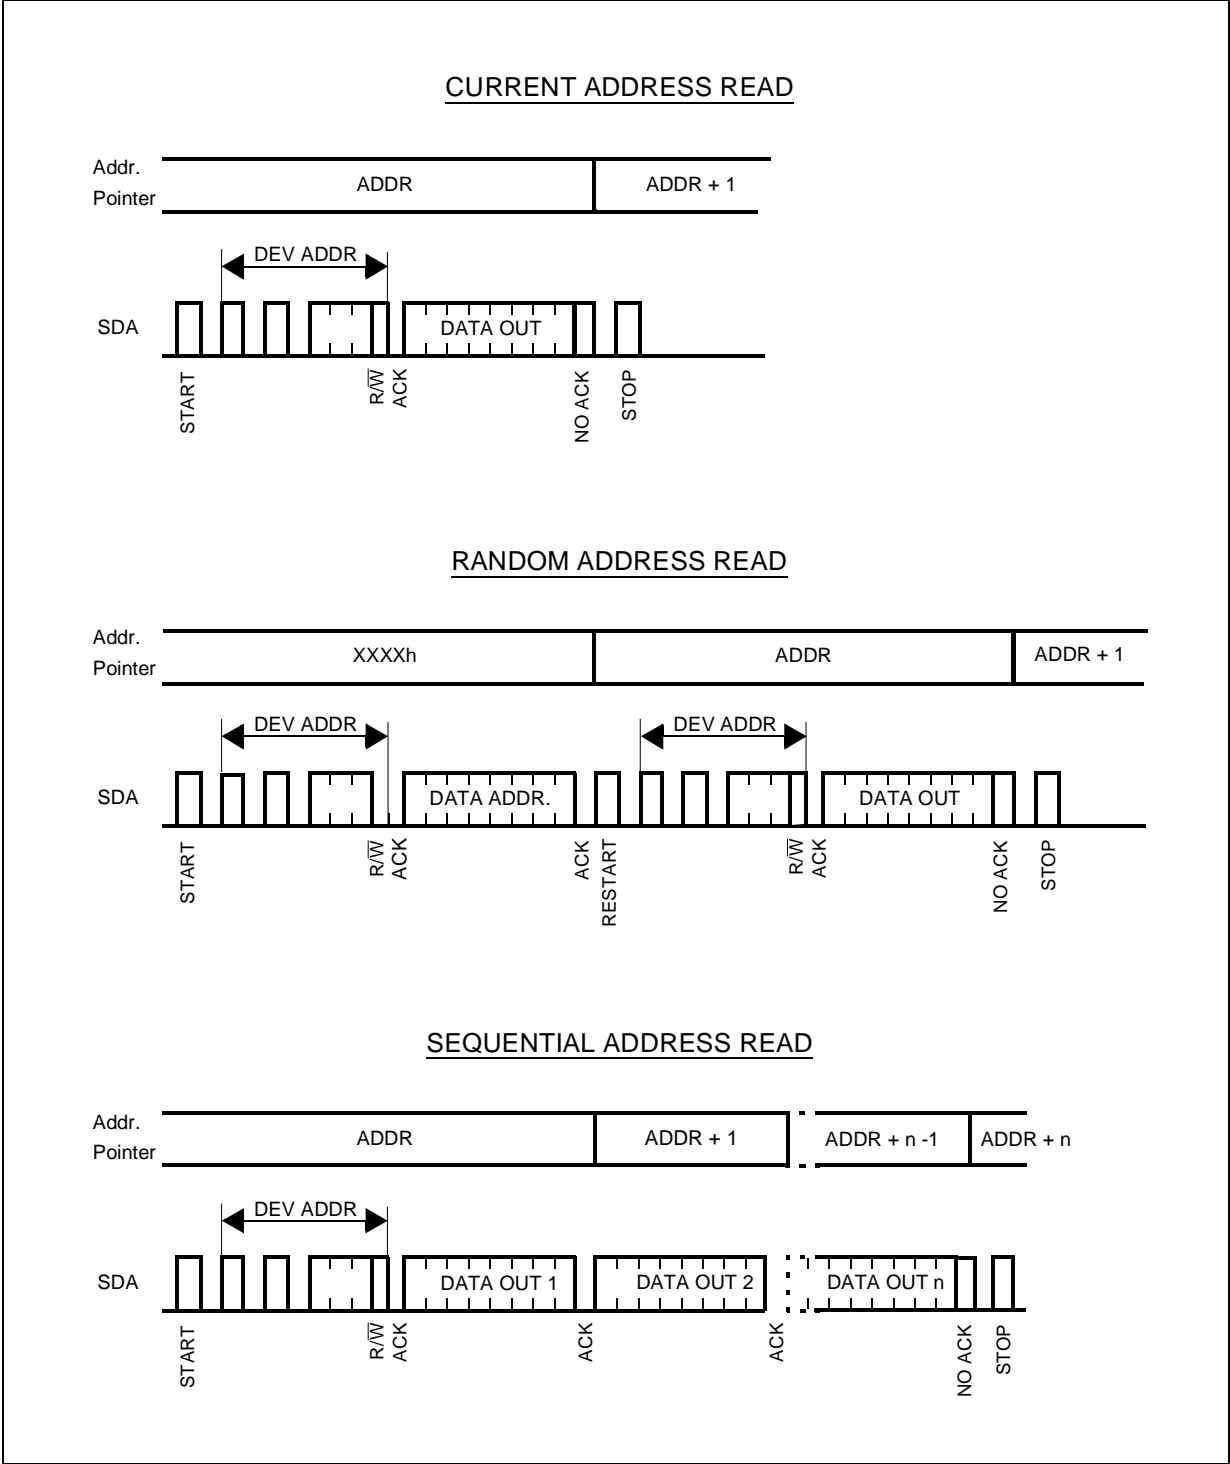 CURRENT ADDRESS READ
Addr.
Pointer
ADDR
ADDR + 1
DEV ADDR
SDA
DATA OUT
START
R/W
ACK
NO ACK
STOP
RANDOM ADDRESS READ
Addr.
Pointer
XXXXh
ADDR
ADDR + 1
DEV ADDR
DEV ADDR
SDA
DATA ADDR.
DATA OUT
START
R/W
ACK
ACK
RESTART
R/W
ACK
NO ACK
STOP
SEQUENTIAL ADDRESS READ
Addr.
Pointer
ADDR
ADDR + 1
ADDR + n -1
ADDR + n
DEV ADDR
SDA
DATA OUT 1
DATA OUT 2
DATA OUT n
START
R/W
ACK
ACK
ACK
NO ACK
STOP